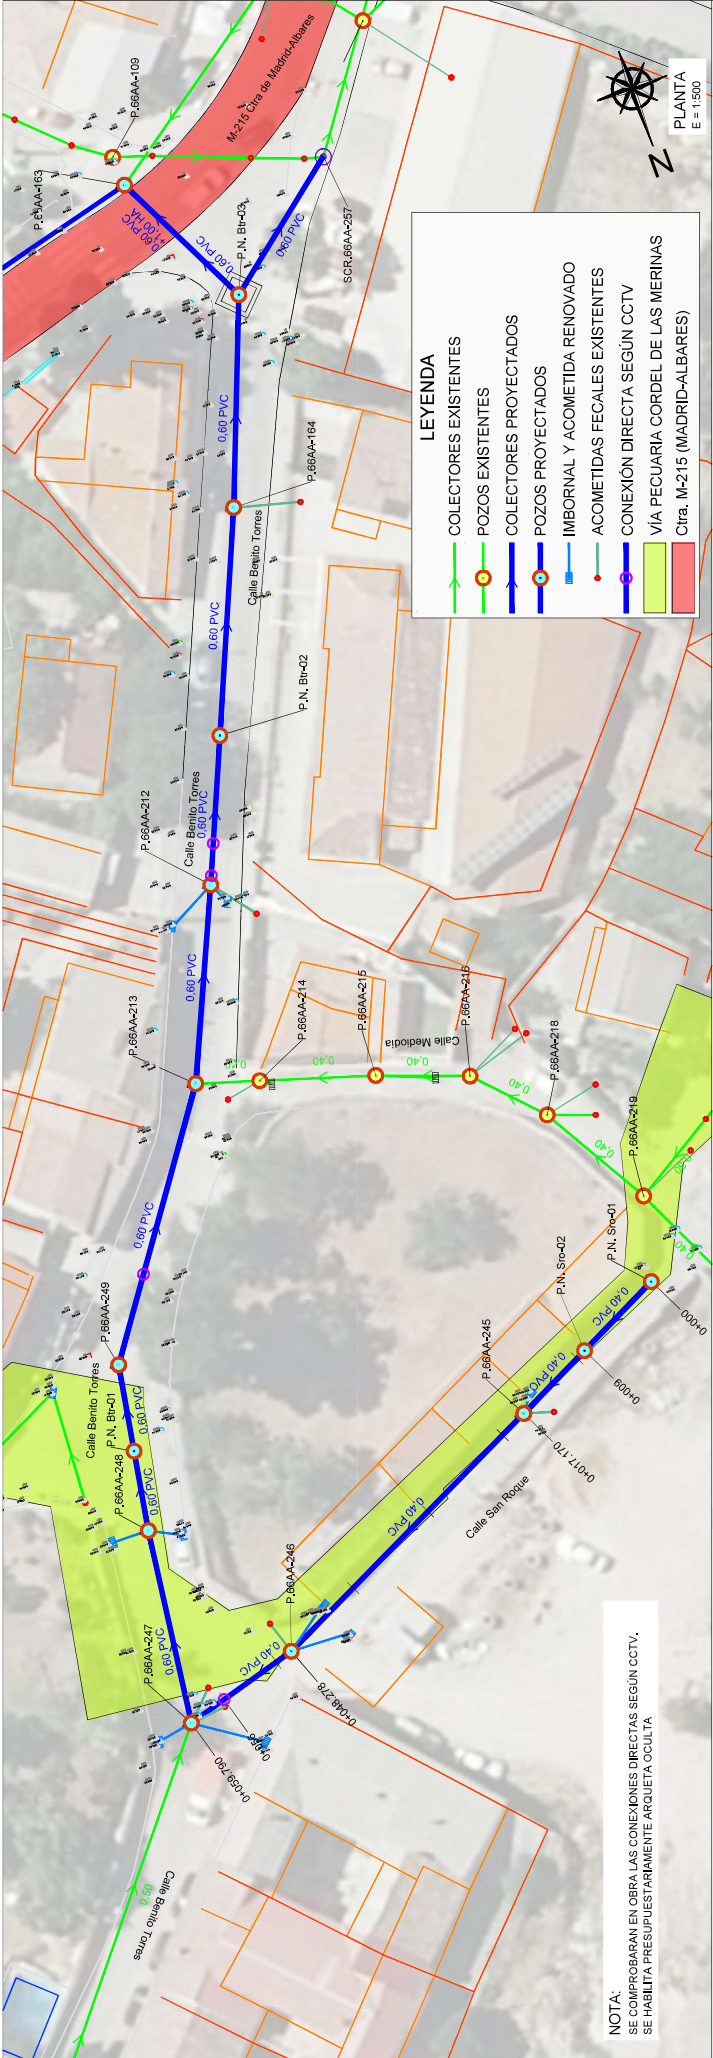 PLANTA
E = 1:500
N
LEYENDA
COLECTORES EXISTENTES
POZOS EXISTENTES
COLECTORES PROYECTADOS
POZOS PROYECTADOS
IMBORNAL Y ACOMETIDA RENOVADO
ACOMETIDAS FECALES EXISTENTES
CONEXIÓN DIRECTA SEGÚN CCTV
VÍA PECUARIA CORDEL DE LAS MERINAS
Ctra. M-215 (MADRID-ALBARES)
NOTA:
SE COMPROBARAN EN OBRA LAS CONEXIONES DIRECTAS SEGÚN CCTV.
SE HABILITA PRESUPUESTARIAMENTE ARQUETA OCULTA
Calle Benito Torres
0,50
P.66AA-247
0+059.790
0,60 PVC
0,40 PVC
0+048.278
P.66AA-246
P.66AA-248
0,60 PVC
P.N. Btr-01
Calle Benito Torres
0,60 PVC
P.66AA-249
0,40 PVC
Calle San Roque
0+017.170
P.66AA-245
0,40 PVC
0+009
P.N. Sro-02
0,40 PVC
0+000
P.N. Sro-01
0,60 PVC
P.66AA-219
0,40
0,40
P.66AA-218
0,40
P.66AA-216
Calle Mediodía
0,40
P.66AA-215
0,40
P.66AA-214
P.66AA-213
0,60 PVC
P.66AA-212
Calle Benito Torres
0,60 PVC
P.N. Btr-02
0,60 PVC
Calle Benito Torres
P.66AA-164
0,60 PVC
P.N. Btr-03
0,60 PVC
0,60 PVC
SCR.66AA-257
0,60 PVC
+1,00 HA
P.65AA-163
P.66AA-109
M-215 Ctra de Madrid-Albares